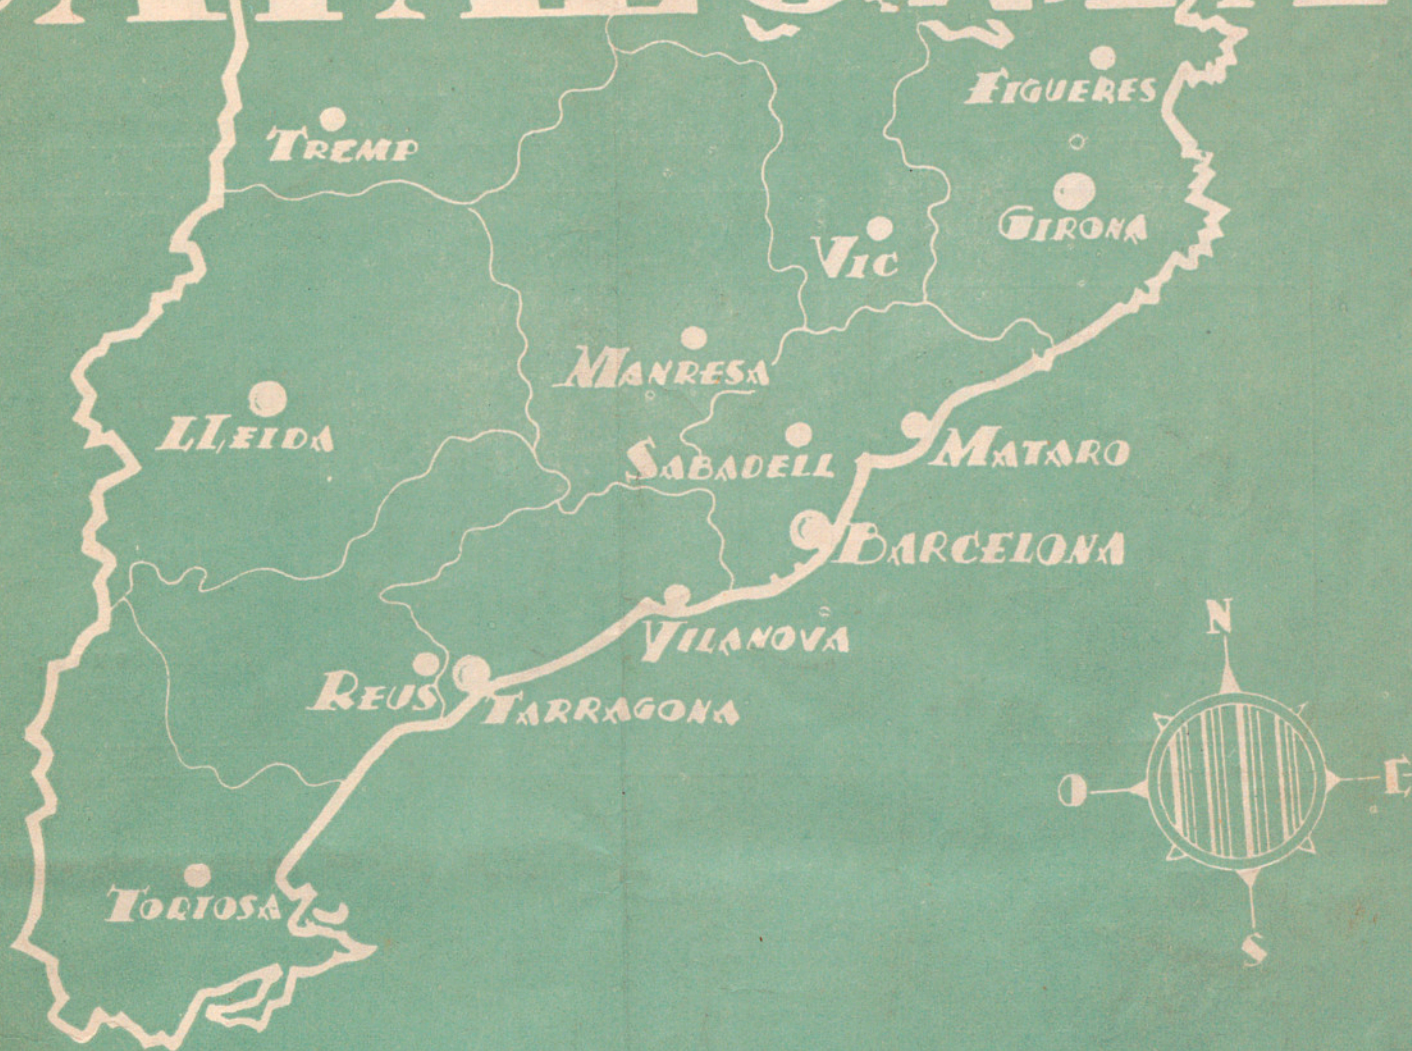 FIGUERES
TREMP
GIRONA
VIC
MANRESA
LLEIDA
SABADELL
MATARO
BARCELONA
VILANOVA
REUS
TARRAGONA
TORTOSA
N
O
E
S